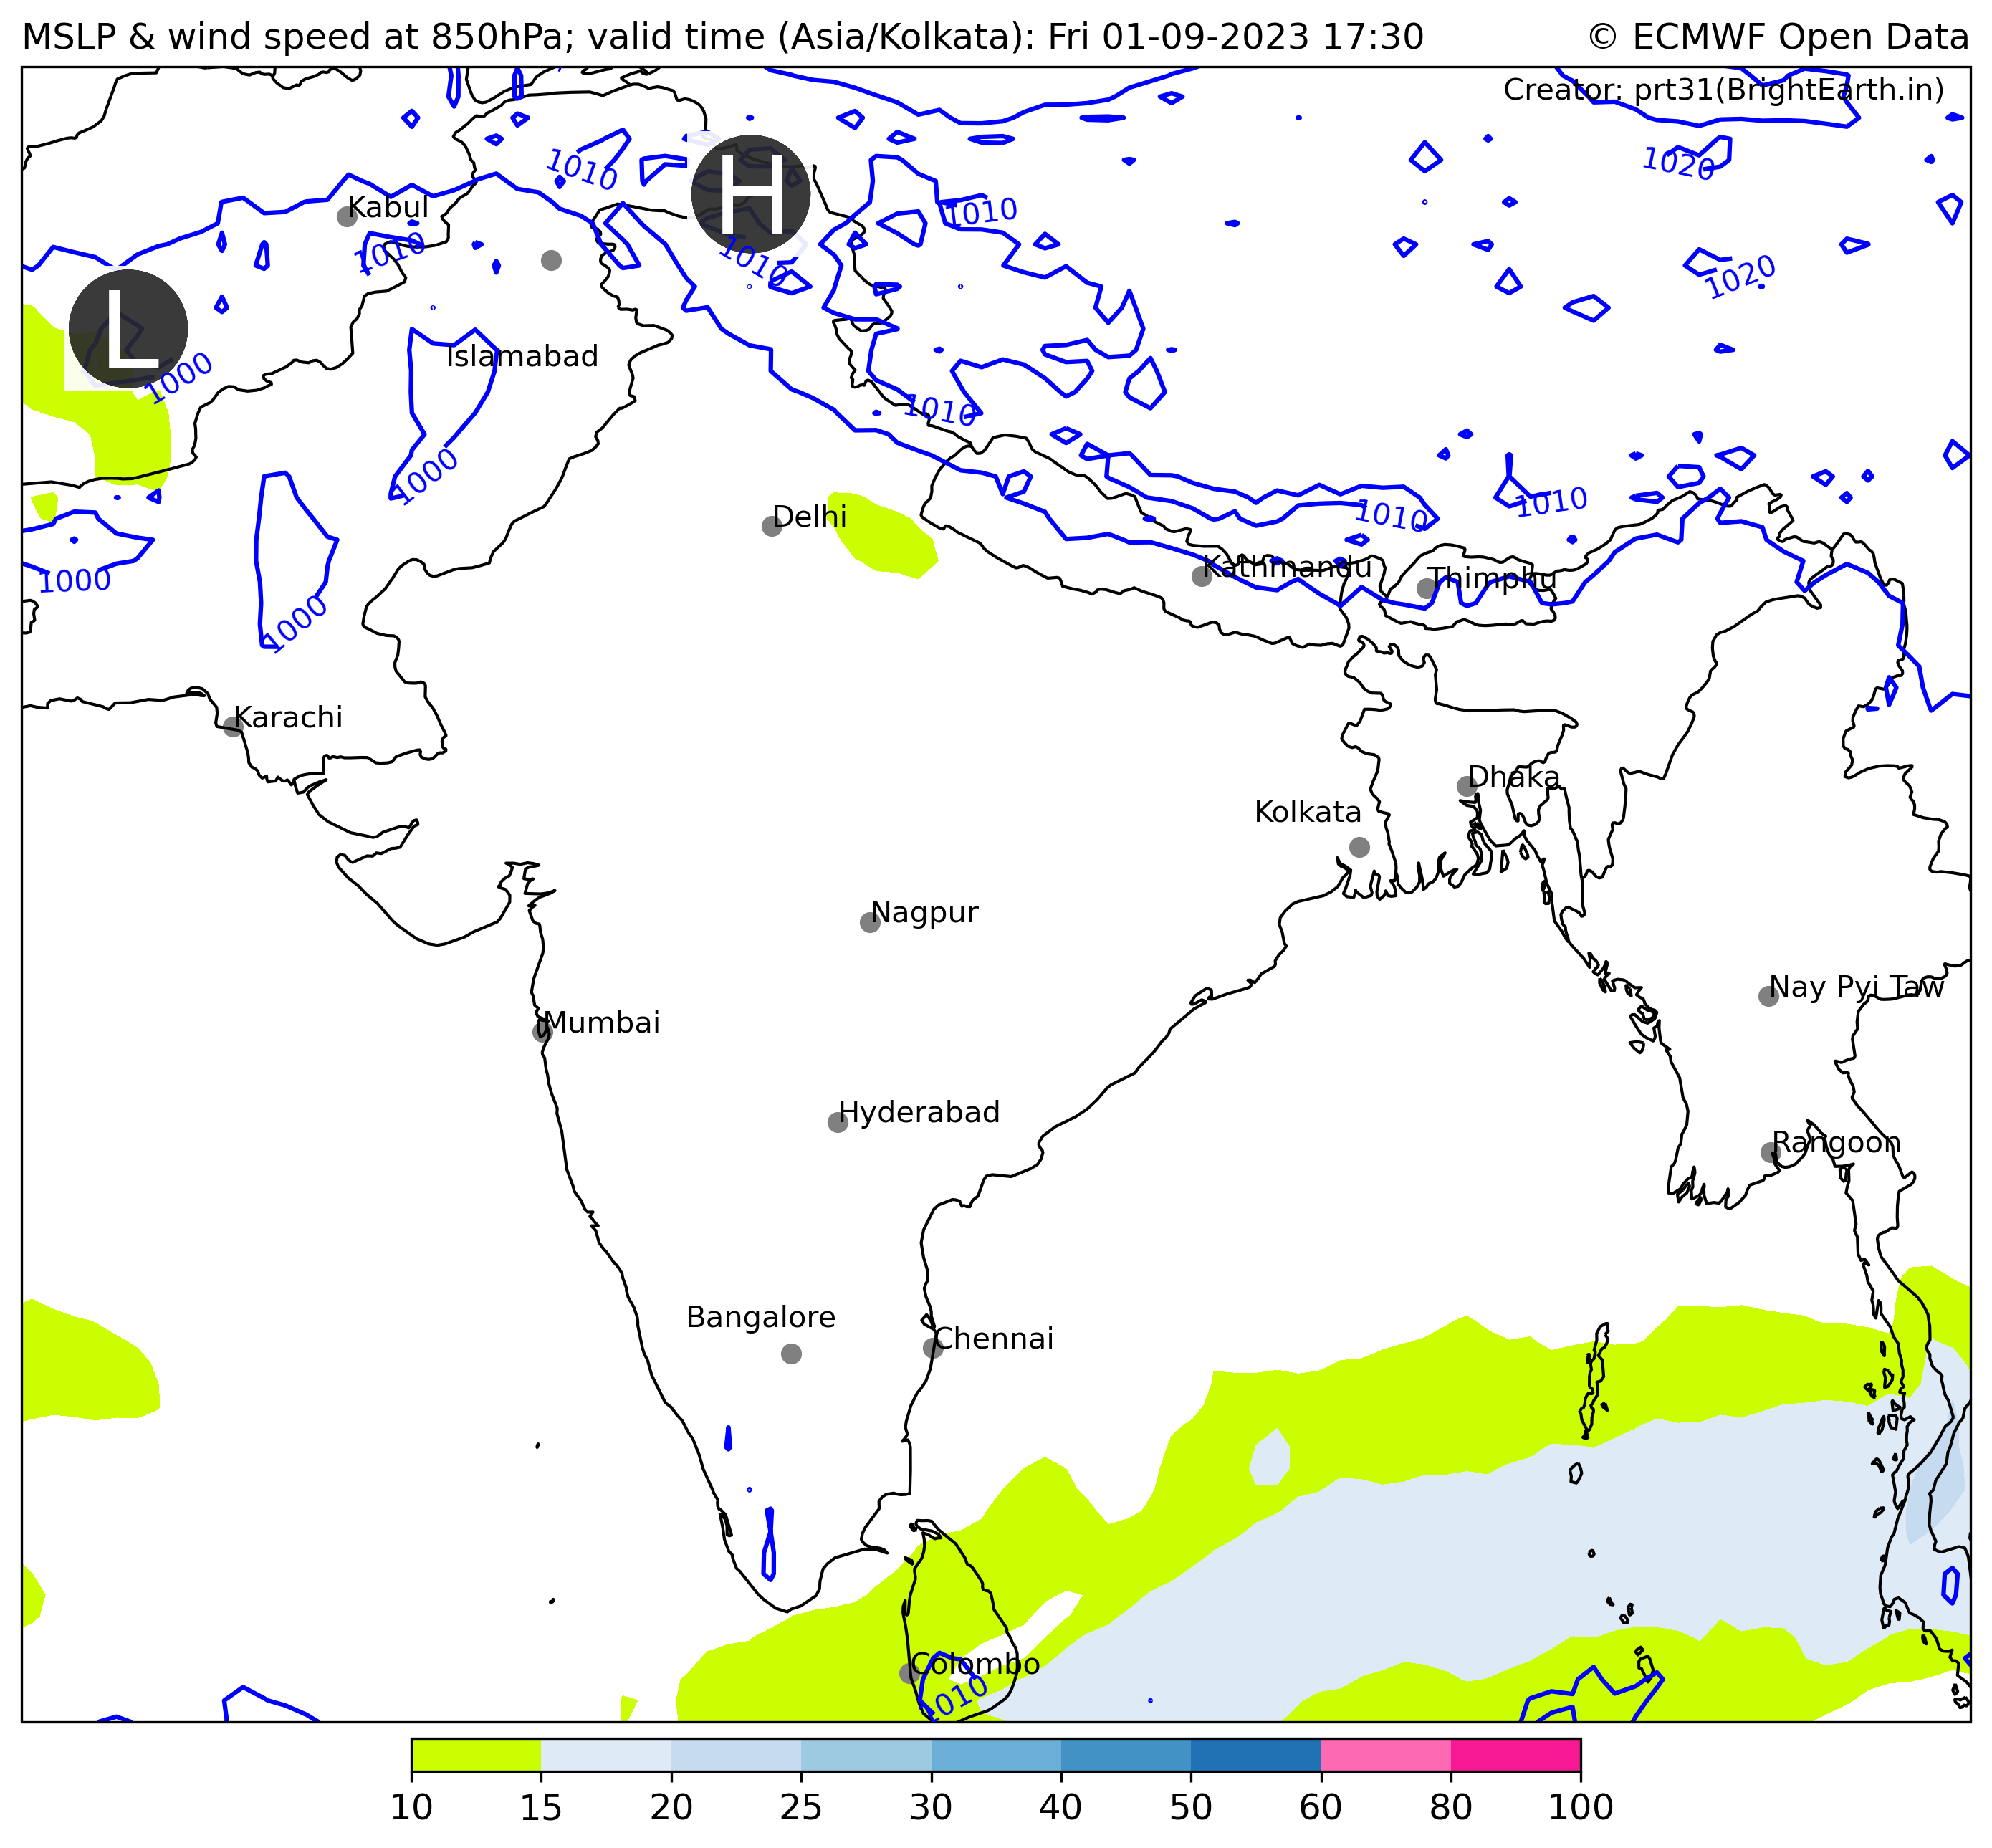 MSLP & wind speed at 850hPa; valid time (Asia/Kolkata): Fri 01-09-2023 17:30
© ECMWF Open Data
Creator: prt31(BrightEarth.in)
1010
H
1020
Kabul
1010
1010
1010
1020
L
Islamabad
1000
1010
1000
Delhi
1010
1010
1000
Kathmandu
Thimphu
1000
Karachi
Dhaka
Kolkata
Nagpur
Nay Pyi Taw
Mumbai
Hyderabad
Rangoon
Bangalore
Chennai
Colombo
1010
10 15 20 25 30 40 50 60 80 100